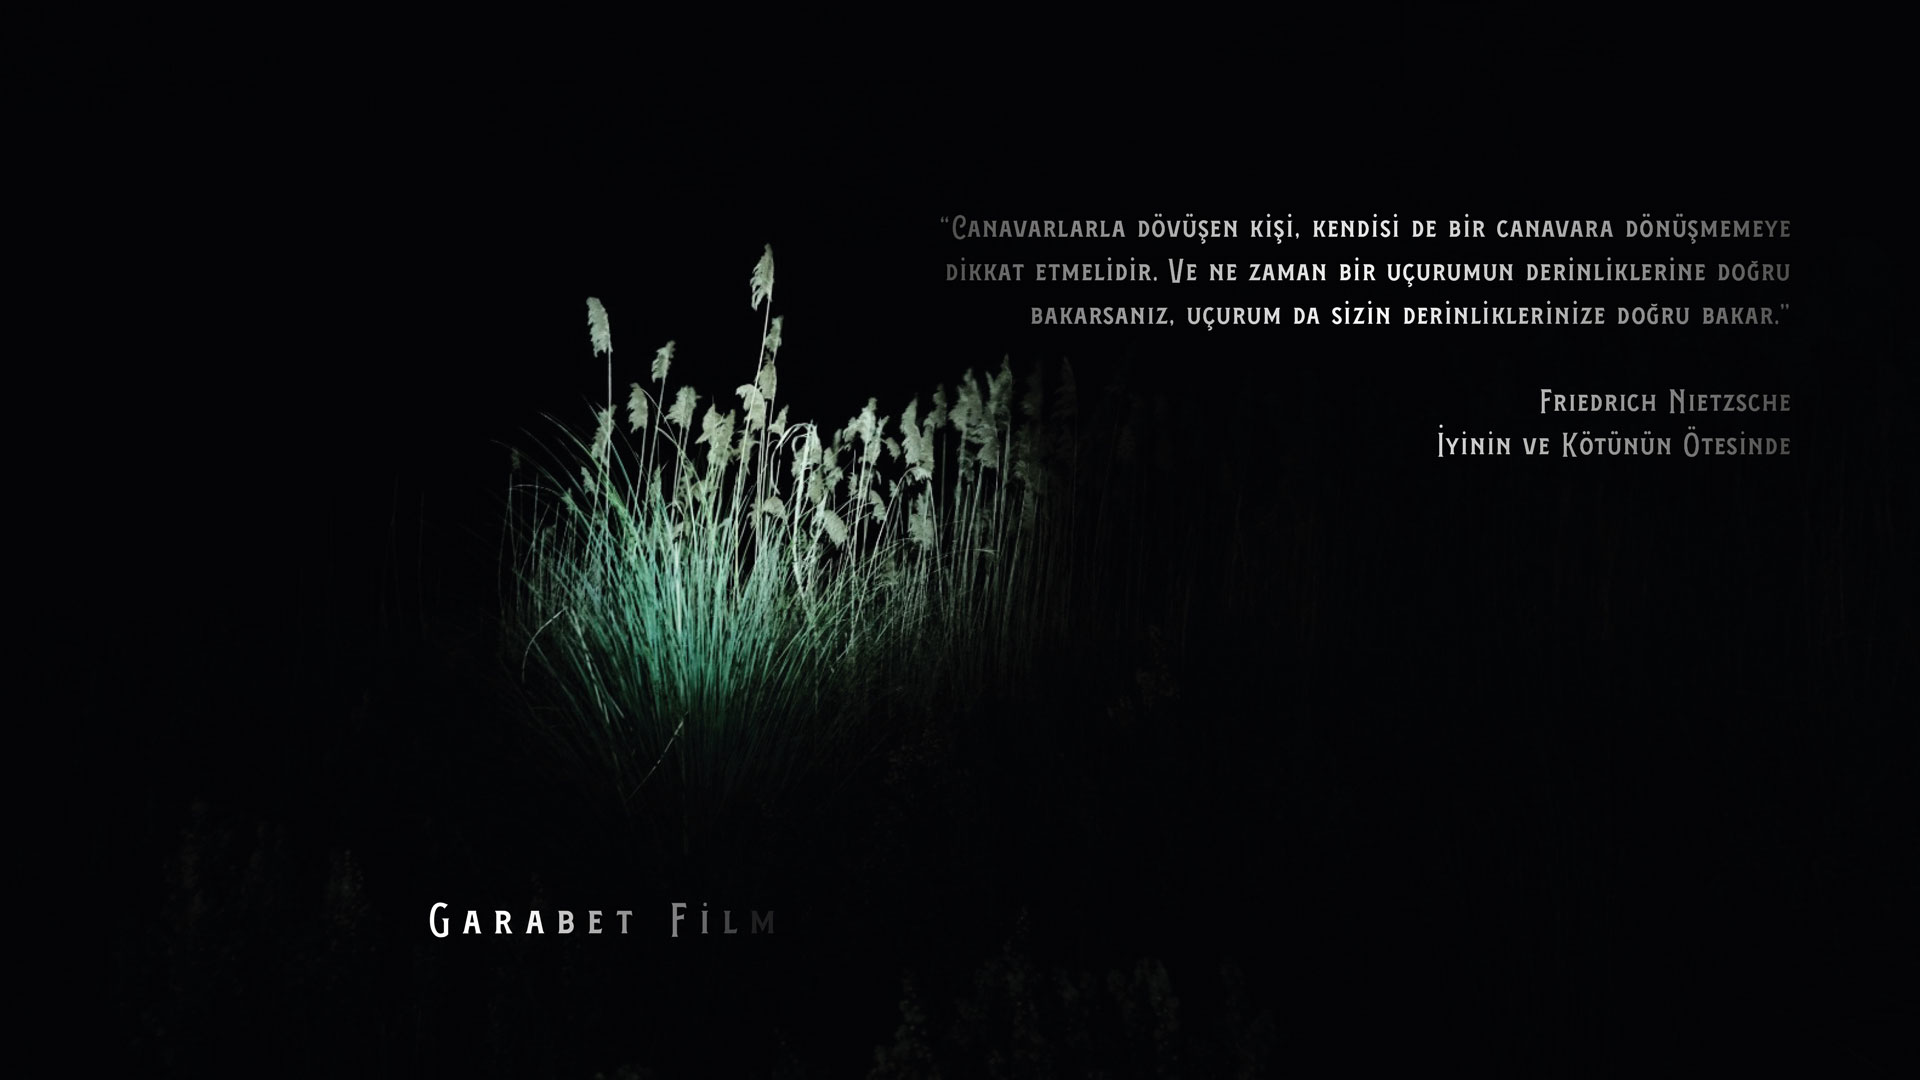 “Canavarlarla dövüşen kişi, kendisi de bir canavara dönüşmemeye
dikkat etmelidir. Ve ne zaman bir uçurumun derinliklerine doğru
bakarsanız, uçurum da sizin derinliklerinize doğru bakar.”
Friedrich Nietzsche
İyinin ve Kötünün Ötesinde
Garabet Film